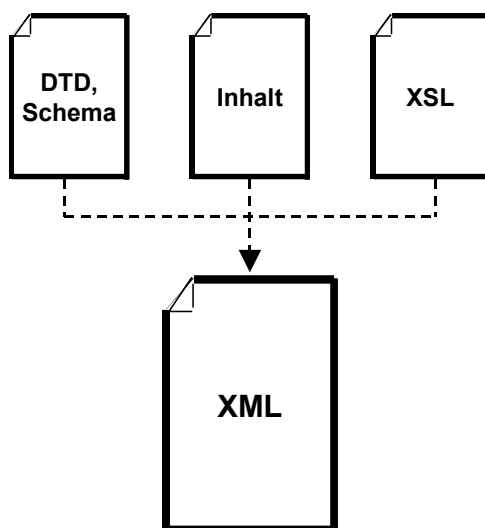 DTD,
Schema
Inhalt
XSL
XML